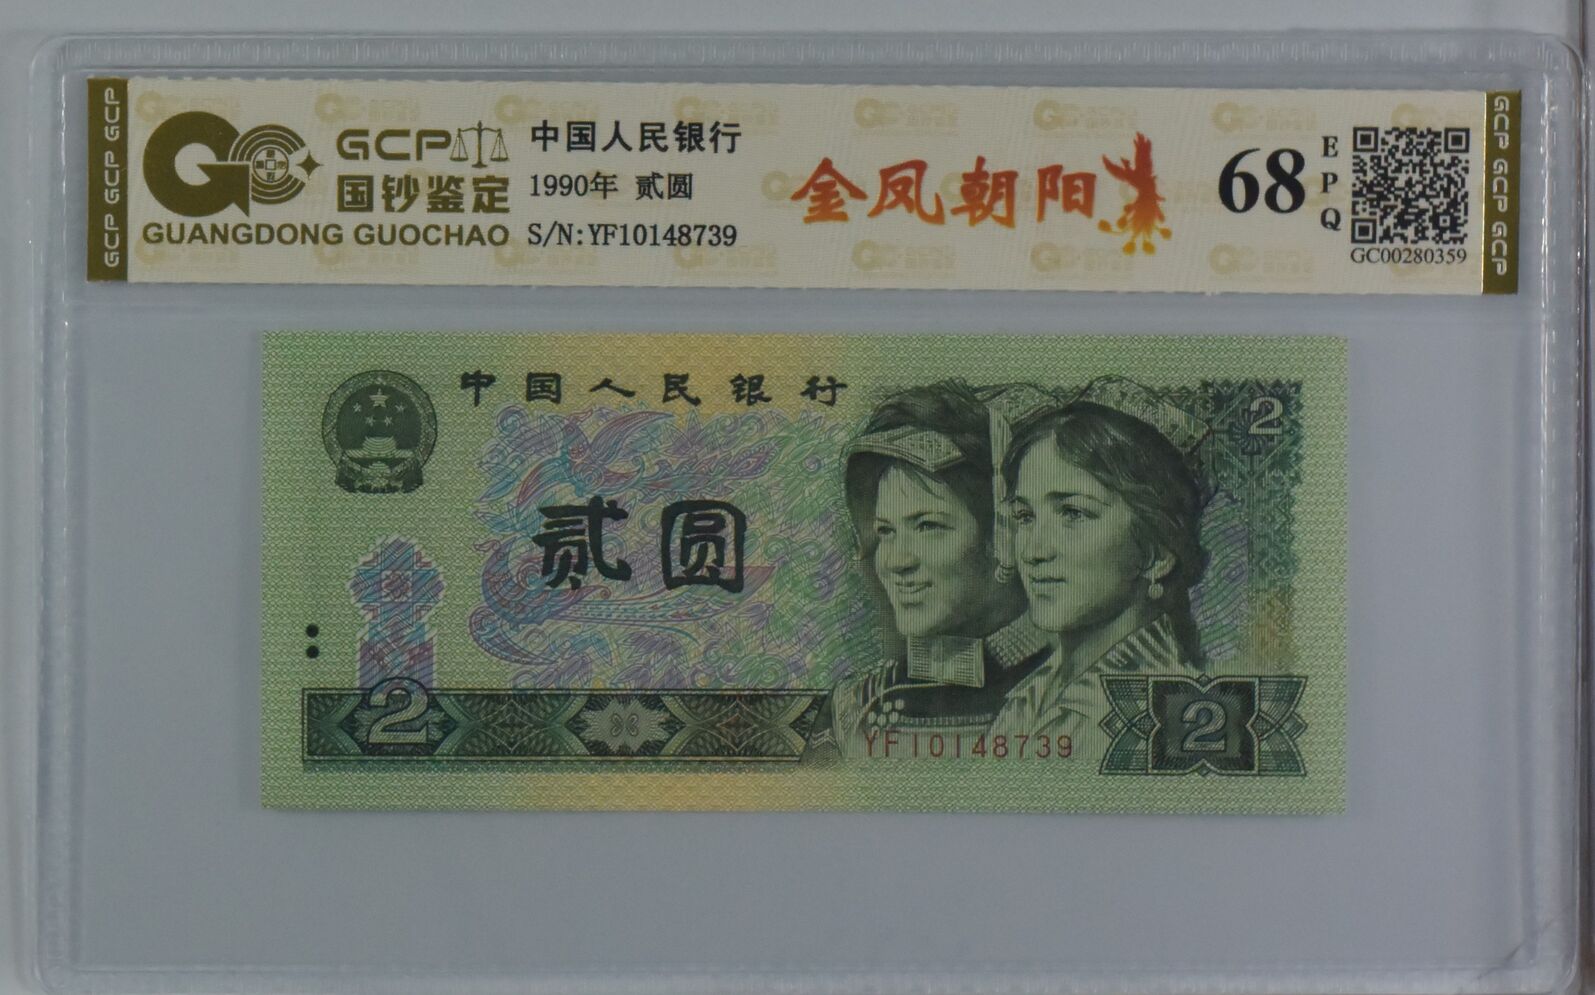 GCP GCP GCP
GCP
国钞鉴定
GUANGDONG GUOCHAO
中国人民银行
1990年 贰圆
S/N:YF10148739
金凤朝阳
68
EPQ
GC00280359
GCP GCP GCP
中国人民银行
2
贰圆
2
YF10148739
2